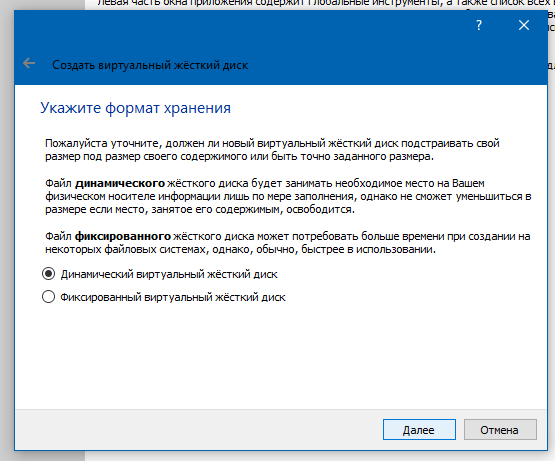 левая часть окна приложения содержит глобальные инструменты, а также список всех в
?
Создать виртуальный жёсткий диск
Укажите формат хранения
Пожалуйста уточните, должен ли новый виртуальный жёсткий диск подстраивать свой
размер под размер своего содержимого или быть точно заданного размера.
Файл динамического жёсткого диска будет занимать необходимое место на Вашем
физическом носителе информации лишь по мере заполнения, однако не сможет уменьшиться в
размере если место, занятое его содержимым, освободится.
Файл фиксированного жёсткого диска может потребовать больше времени при создании на
некоторых файловых системах, однако, обычно, быстрее в использовании.
Динамический виртуальный жёсткий диск
Фиксированный виртуальный жёсткий диск
Далее
Отмена